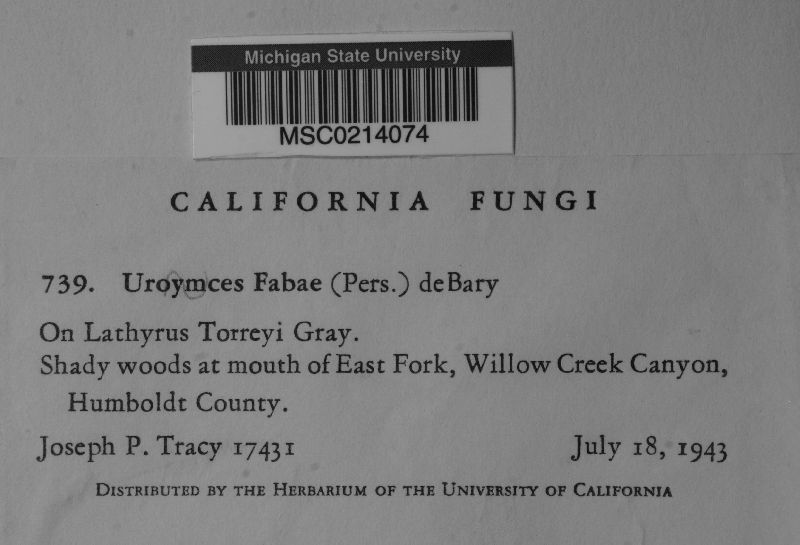 Michigan State University
MSC0214074
CALIFORNIA FUNGI
739. Uroymces Fabae (Pers.) deBary
On Lathyrus Torreyi Gray.
Shady woods at mouth of East Fork, Willow Creek Canyon,
Humboldt County.
Joseph P. Tracy 17431 July 18, 1943
DISTRIBUTED BY THE HERBARIUM OF THE UNIVERSITY OF CALIFORNIA